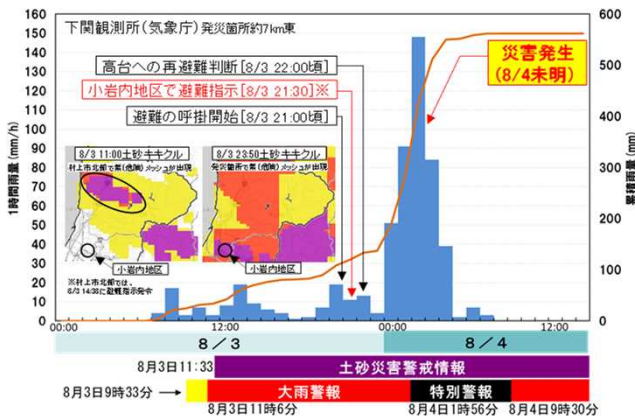 下関観測所(気象庁) 発災箇所約7km東
高台への再避難判断[8/3 22:00頃]
小岩内地区で避難指示[8/3 21:30]※
避難の呼掛開始[8/3 21:00頃]
災害発生
(8/4未明)
8/3 11:00土砂キキクル
村上市北部で紫(危険)メッシュが出現
8/3 23:50土砂キキクル
発災箇所で紫(危険)メッシュが出現
小岩内地区
小岩内地区
※村上市北部では、
8/3 14:38に避難指示発令
1時間雨量(mm/h)
160
150
140
130
120
110
100
90
80
70
60
50
40
30
20
10
0
累積雨量(mm)
600
500
400
300
200
100
0
00:00
12:00
00:00
12:00
8/3
8/4
8月3日11:33
土砂災害警戒情報
8月3日9時33分
大雨警報
特別警報
8月3日11時6分
8月4日1時56分
8月4日9時30分